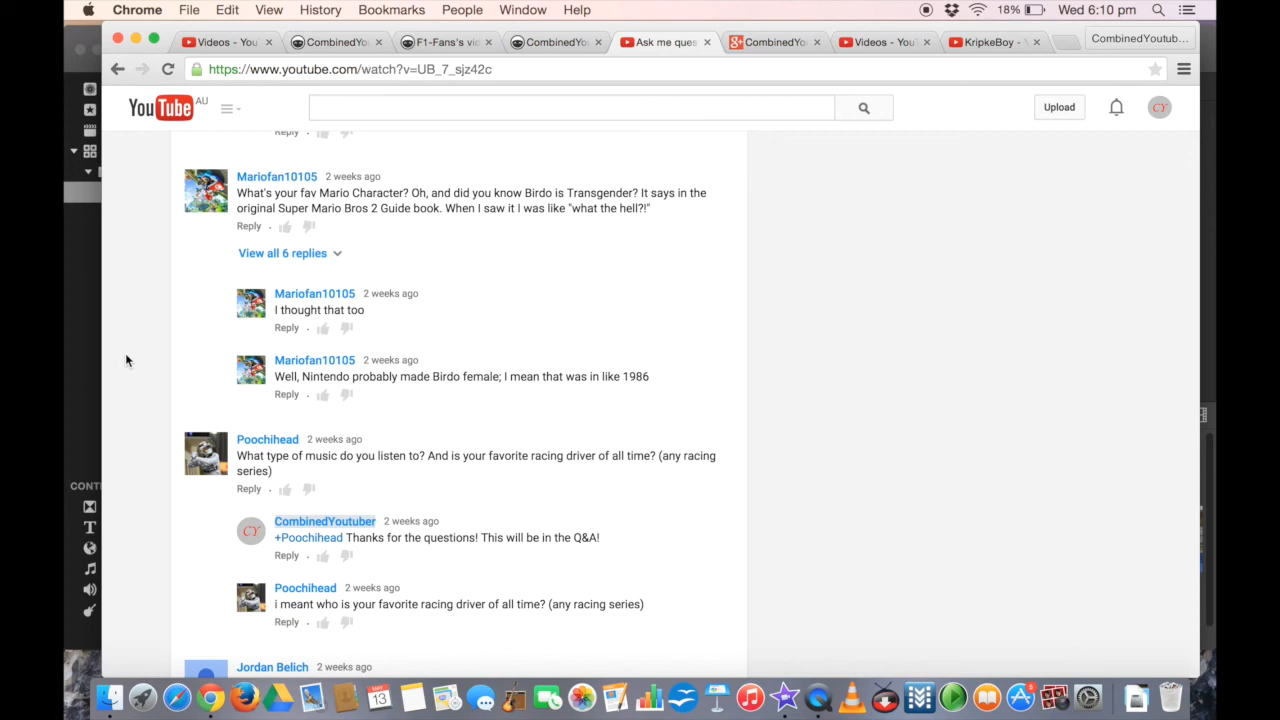 Chrome File Edit View History Bookmarks People Window Help 18% Wed 6:10 pm
Videos - You CombinedYo F1-Fans's vi CombinedYo Ask me ques CombinedYo Videos - YouT KripkeBoy - CombinedYoutub...
https://www.youtube.com/watch?v=UB_7_sjz42c
YouTube AU Upload CY
Reply
Mariofan10105 2 weeks ago
What's your fav Mario Character? Oh, and did you know Birdo is Transgender? It says in the
original Super Mario Bros 2 Guide book. When I saw it I was like "what the hell?!"
Reply
View all 6 replies
Mariofan10105 2 weeks ago
I thought that too
Reply
Mariofan10105 2 weeks ago
Well, Nintendo probably made Birdo female; I mean that was in like 1986
Reply
Poochihead 2 weeks ago
What type of music do you listen to? And is your favorite racing driver of all time? (any racing
series)
Reply
CONT
CY CombinedYoutuber 2 weeks ago
+Poochihead Thanks for the questions! This will be in the Q&A!
Reply
Poochihead 2 weeks ago
i meant who is your favorite racing driver of all time? (any racing series)
Reply
Jordan Belich 2 weeks ago
13